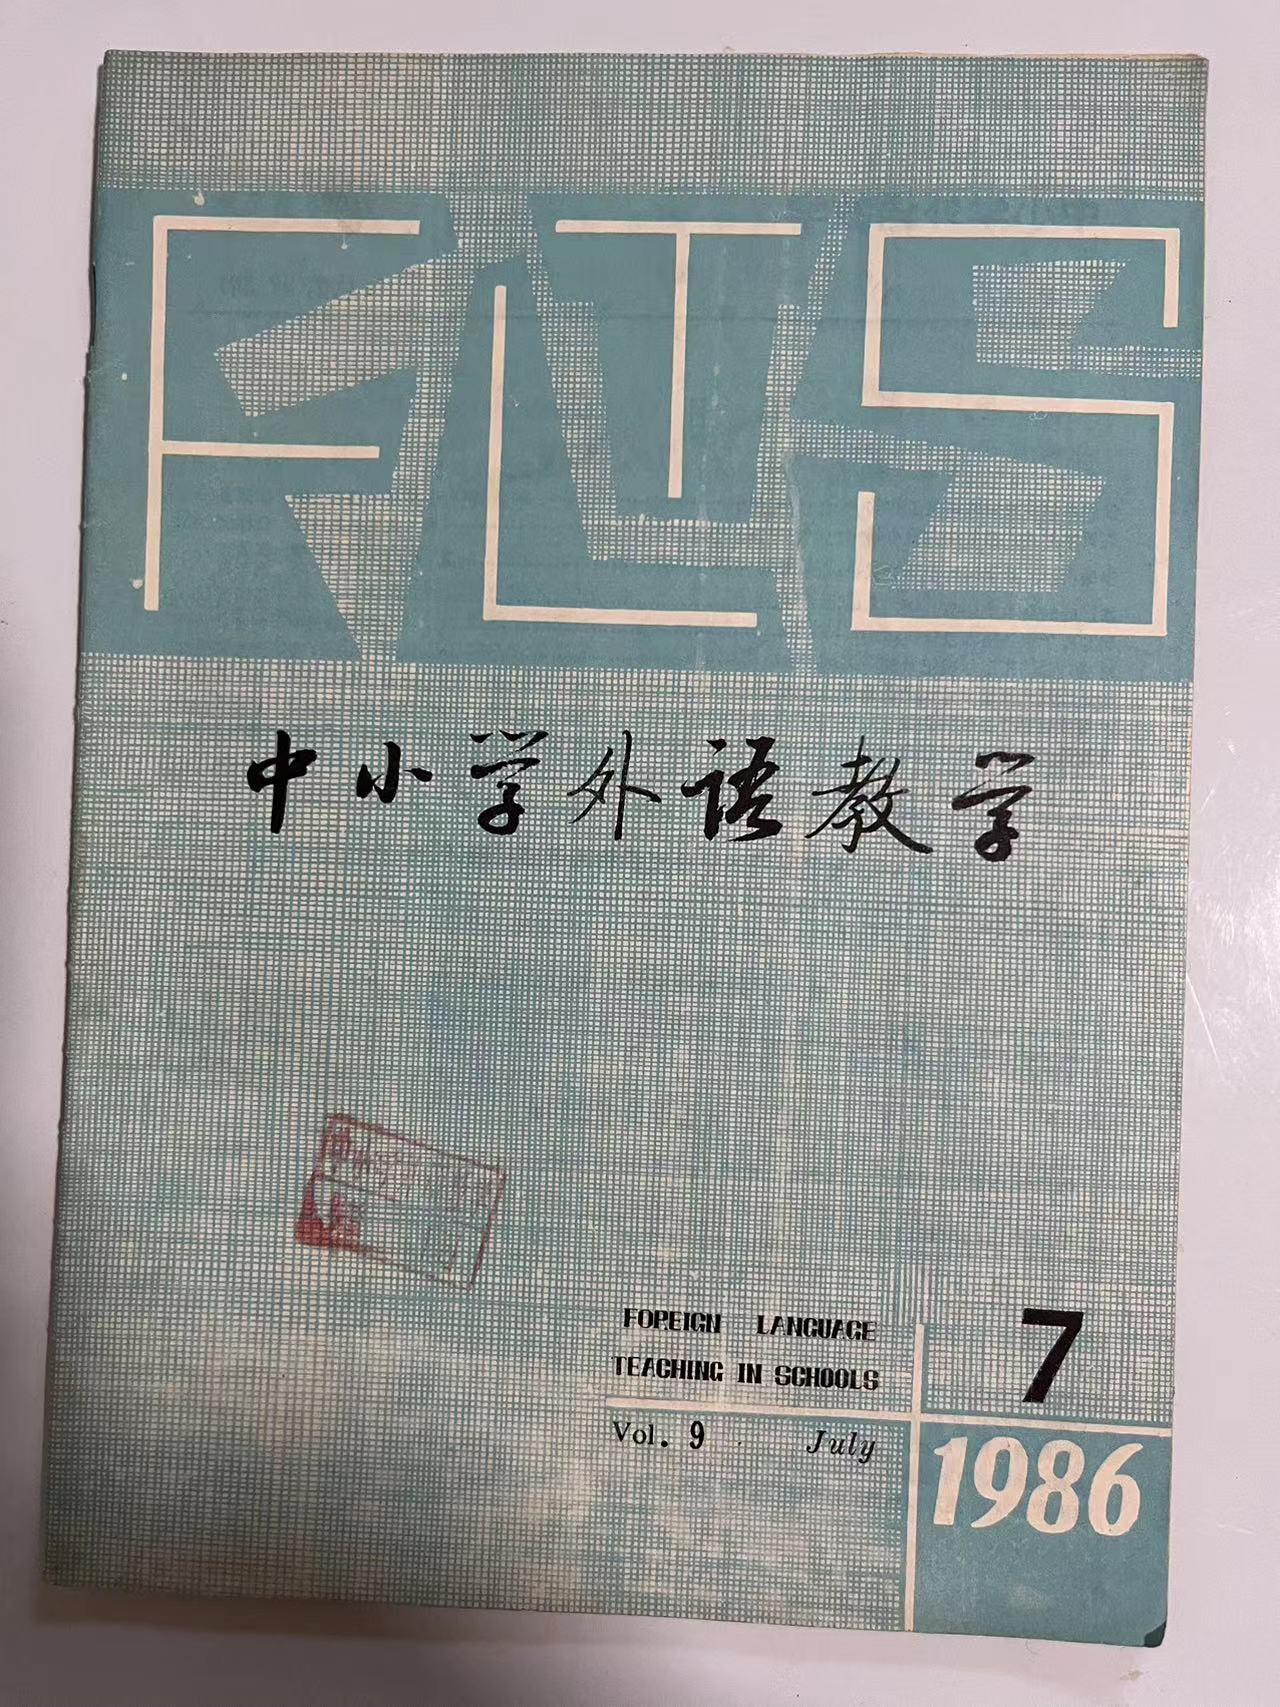 FLTS
中小学外语教学
FOREIGN LANGUAGE
TEACHING IN SCHOOLS
Vol. 9 July
7
1986